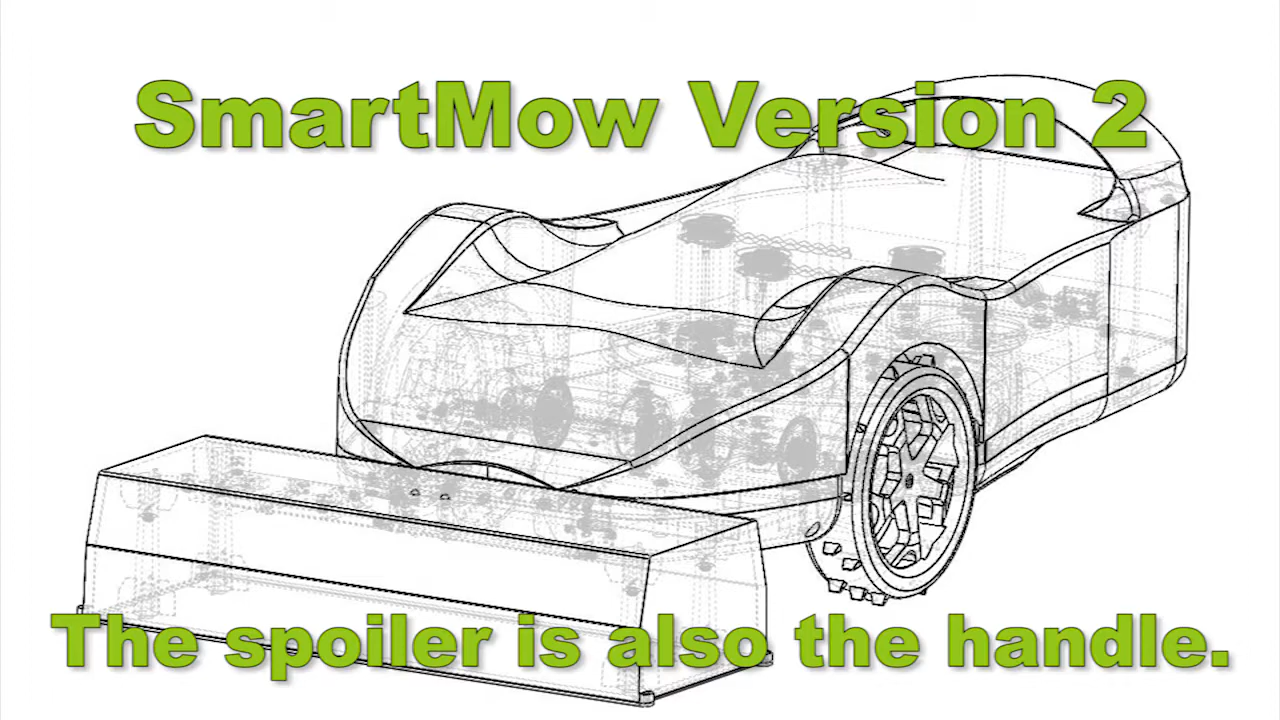 SmartMow Version 2
The spoiler is also the handle.